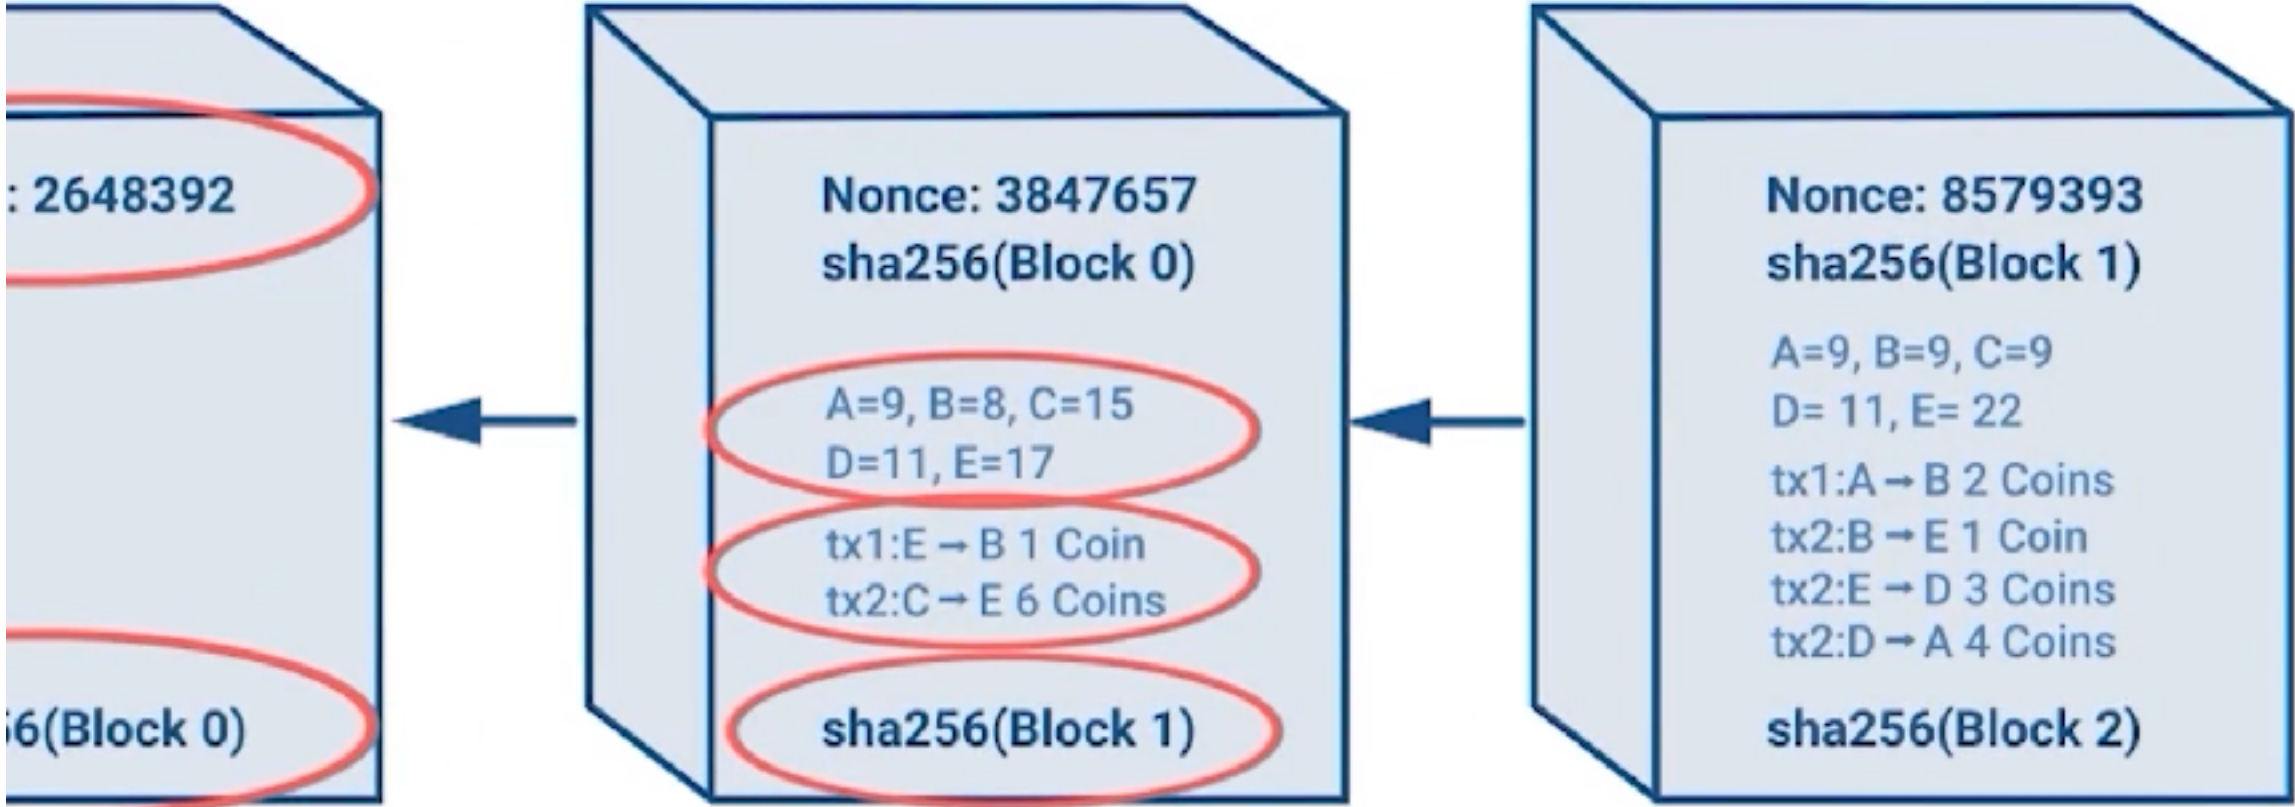 : 2648392
56(Block 0)
Nonce: 3847657
sha256(Block 0)
A=9, B=8, C=15
D=11, E=17
tx1:E → B 1 Coin
tx2:C → E 6 Coins
sha256(Block 1)
Nonce: 8579393
sha256(Block 1)
A=9, B=9, C=9
D= 11, E= 22
tx1:A → B 2 Coins
tx2:B → E 1 Coin
tx2:E → D 3 Coins
tx2:D → A 4 Coins
sha256(Block 2)